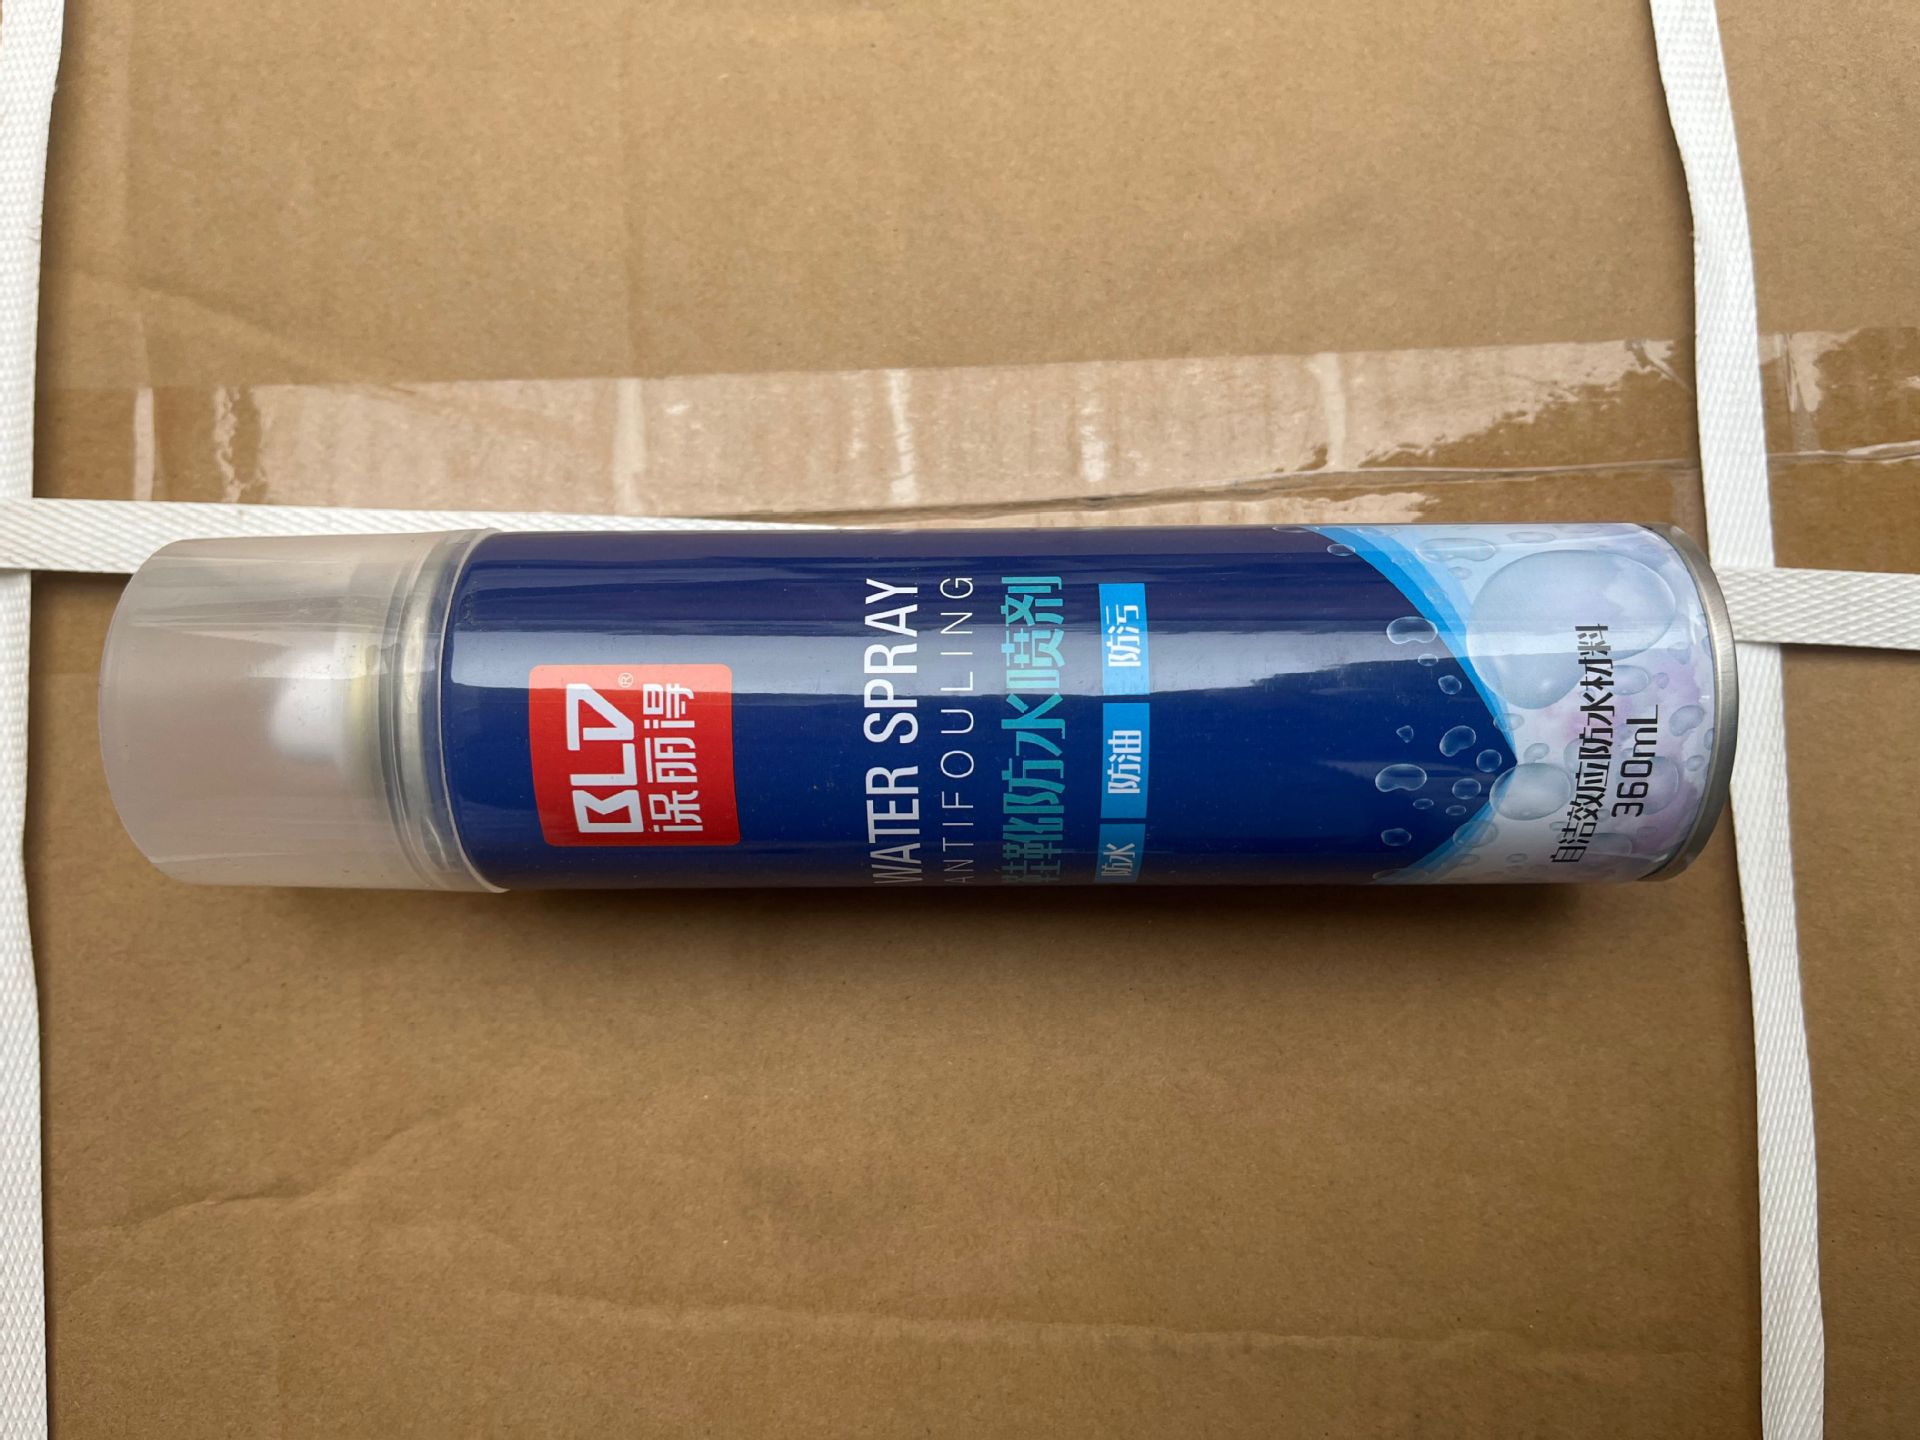 BLD®
保丽得
WATER SPRAY
ANTIFOULING
鞋靴防水喷剂
防水 防油 防污
自洁效应防水材料
360mL